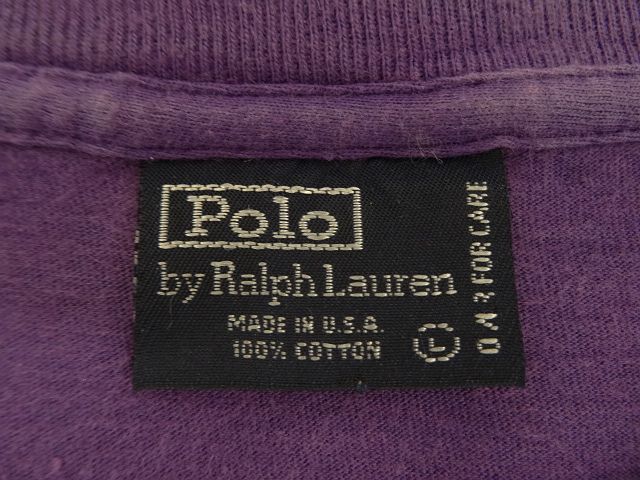 Polo
by Ralph Lauren
MADE IN U.S.A.
100% COTTON
L
FOR CARE